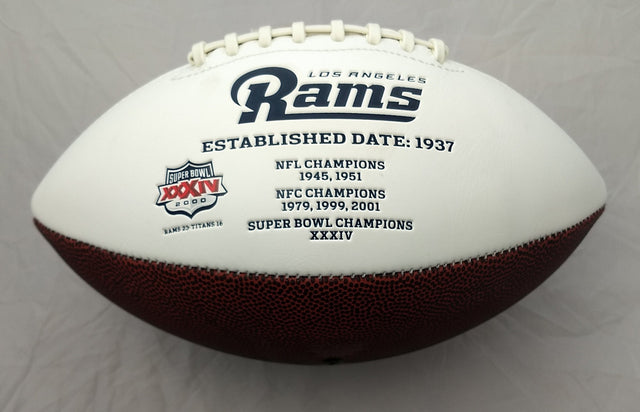 LOS ANGELES
Rams
ESTABLISHED DATE: 1937
NFL CHAMPIONS
1945, 1951
NFC CHAMPIONS
1979, 1999, 2001
SUPER BOWL CHAMPIONS
XXXIV
SUPER BOWL
XXXIV
2000
RAMS 23-TITANS 16